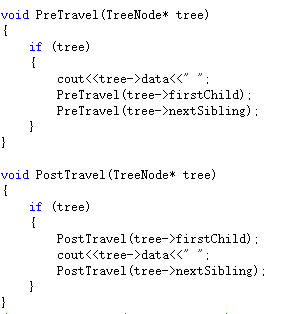 void PreTravel(TreeNode* tree)
{
    if (tree)
    {
        cout<<tree->data<<" ";
        PreTravel(tree->firstChild);
        PreTravel(tree->nextSibling);
    }
}

void PostTravel(TreeNode* tree)
{
    if (tree)
    {
        PostTravel(tree->firstChild);
        cout<<tree->data<<" ";
        PostTravel(tree->nextSibling);
    }
}